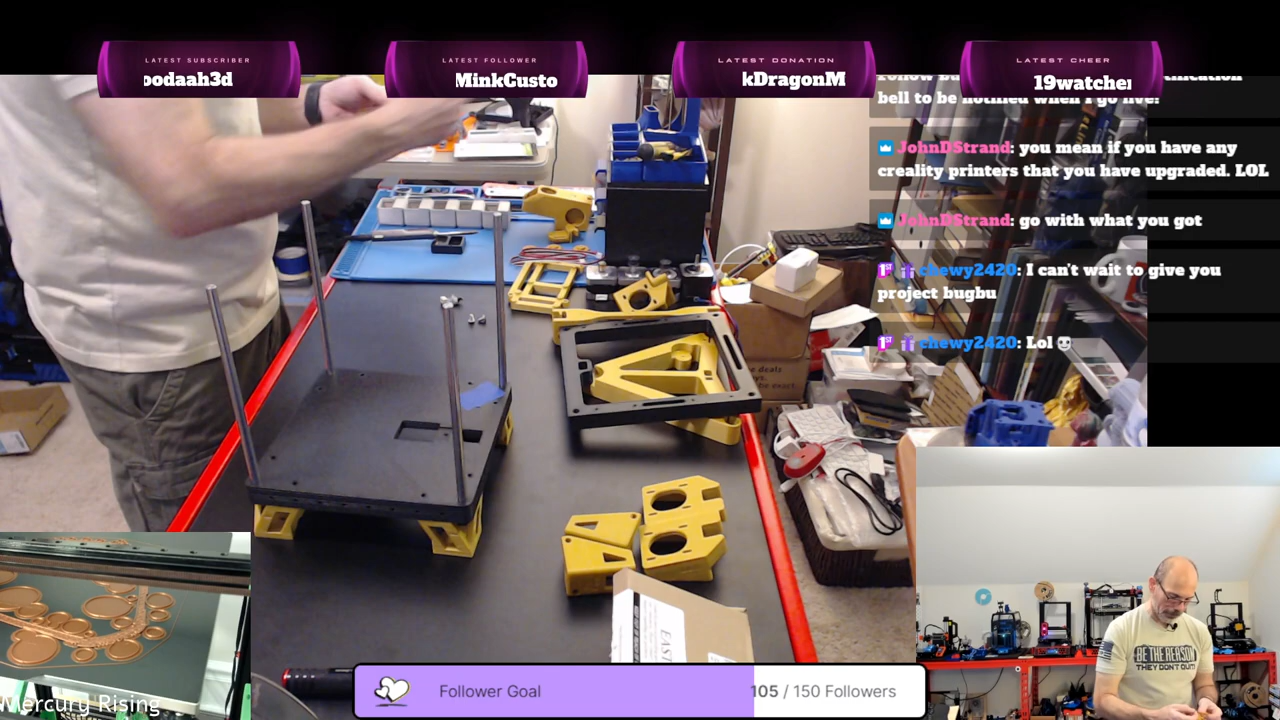 LATEST SUBSCRIBER
oodaah3d
LATEST FOLLOWER
MinkCusto
LATEST DONATION
kDragonM
LATEST CHEER
19watche
bell to be notified when I go live!
JohnDStrand: you mean if you have any
creality printers that you have upgraded. LOL
JohnDStrand: go with what you got
chewy2420: I can't wait to give you
project bugbu
chewy2420: Lol
BE THE REASON
THEY DON'T QUIT!
EAST
Mercury Rising
Follower Goal
105 / 150 Followers